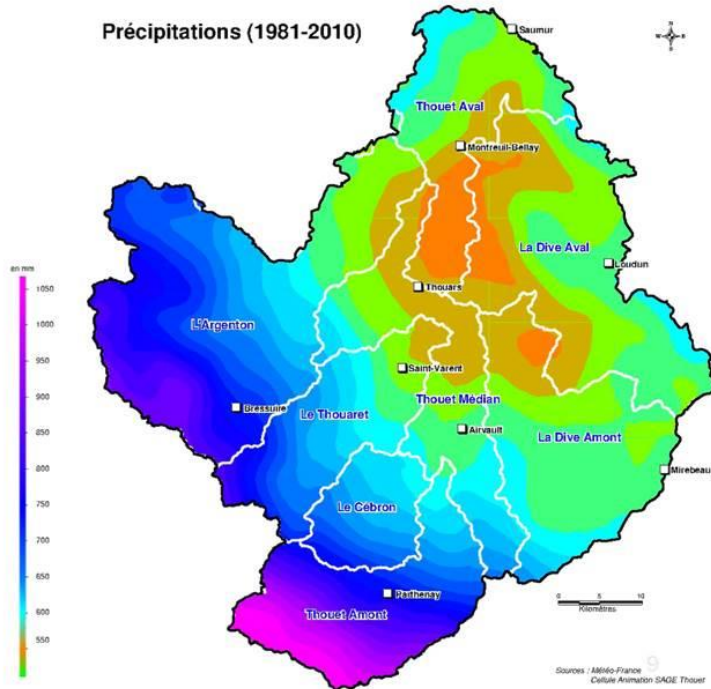 Précipitations (1981-2010)
N
W E
S
Saumur
Thouet Aval
Montreuil-Bellay
La Dive Aval
Loudun
en mm
1050
1000
950
900
850
800
750
700
650
600
550
Thouars
L'Argenton
Saint-Varent
Bressuire
Le Thouaret
Thouet Médian
Airvault
La Dive Amont
Mirebeau
Le Cébron
Parthenay
Thouet Amont
0 5 10
Kilomètres
9
Sources : Météo-France
Cellule Animation SAGE Thouet